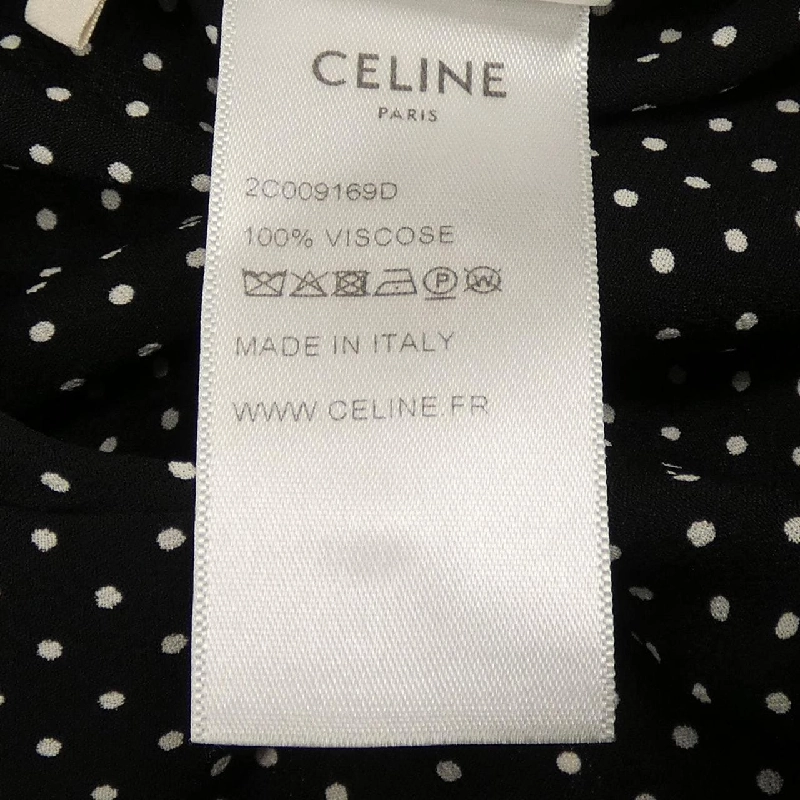 CELINE
PARIS
2C009169D
100% VISCOSE
P W
MADE IN ITALY
WWW.CELINE.FR